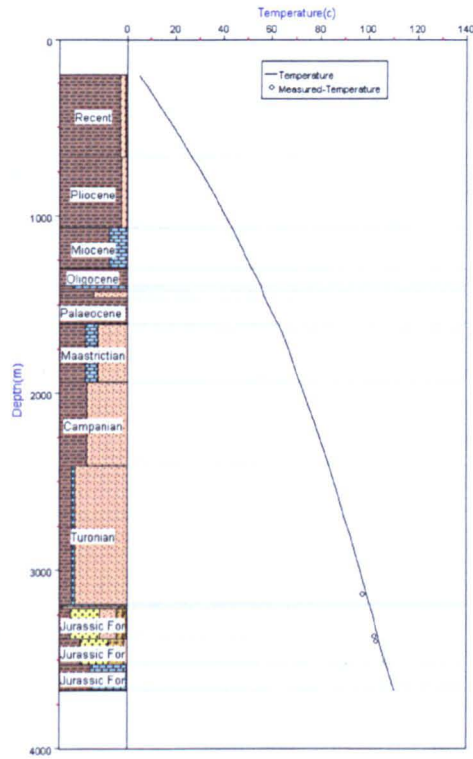 Temperature(c)
0 20 40 60 80 100 120 140
0
Temperature
Measured-Temperature
Recent
Pliocene
1000
Miocene
Oligocene
Palaeocene
Maastrictian
Depth(m)
2000
Campanian
Turonian
3000
Jurassic For
Jurassic For
Jurassic For
4000